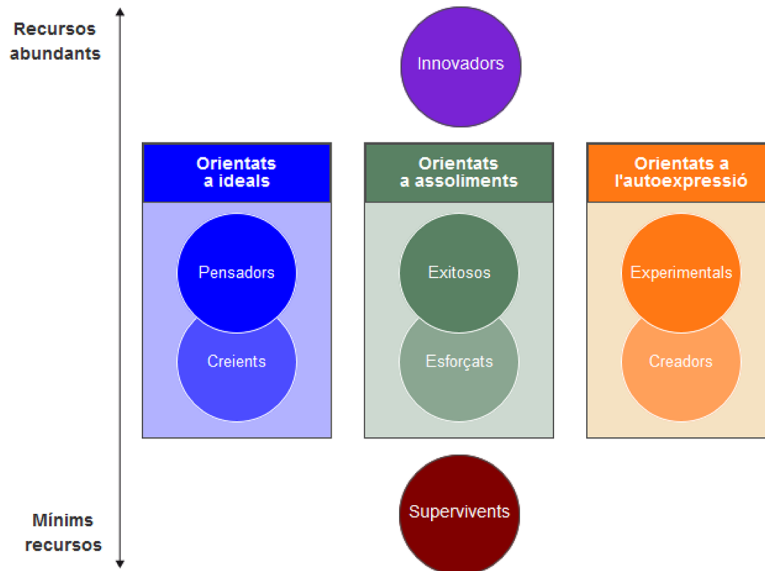 Recursos
abundants
Innovadors
Orientats
a ideals
Orientats
a assoliments
Orientats a
l'autoexpressió
Pensadors
Exitosos
Experimentals
Creients
Esforçats
Creadors
Supervivents
Mínims
recursos